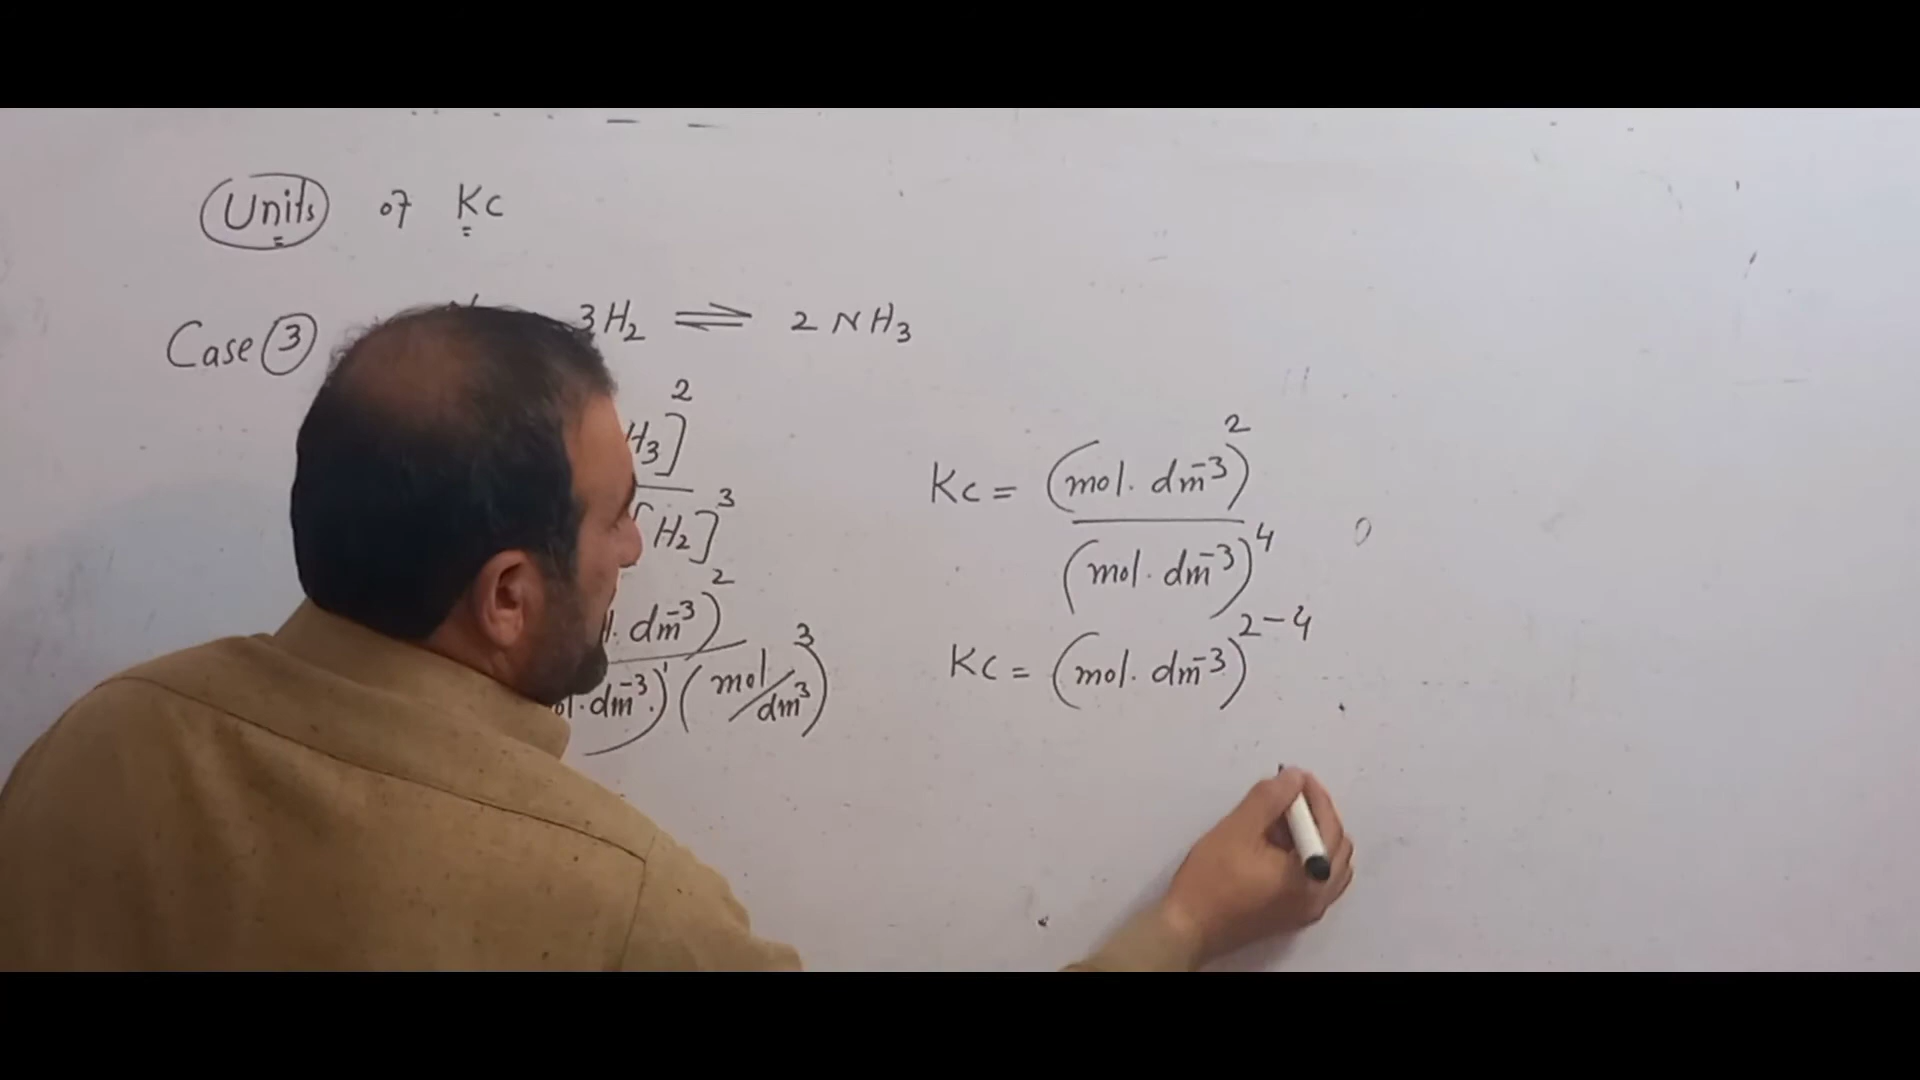 Units of Kc
Case ③ 3H₂ ⇌ 2NH₃
H₃]²
[H₂]³
. dm⁻³)²
. dm⁻³)¹ (mol/dm³)³
Kc = (mol. dm⁻³)²
(mol. dm⁻³)⁴
Kc = (mol. dm⁻³)²⁻⁴